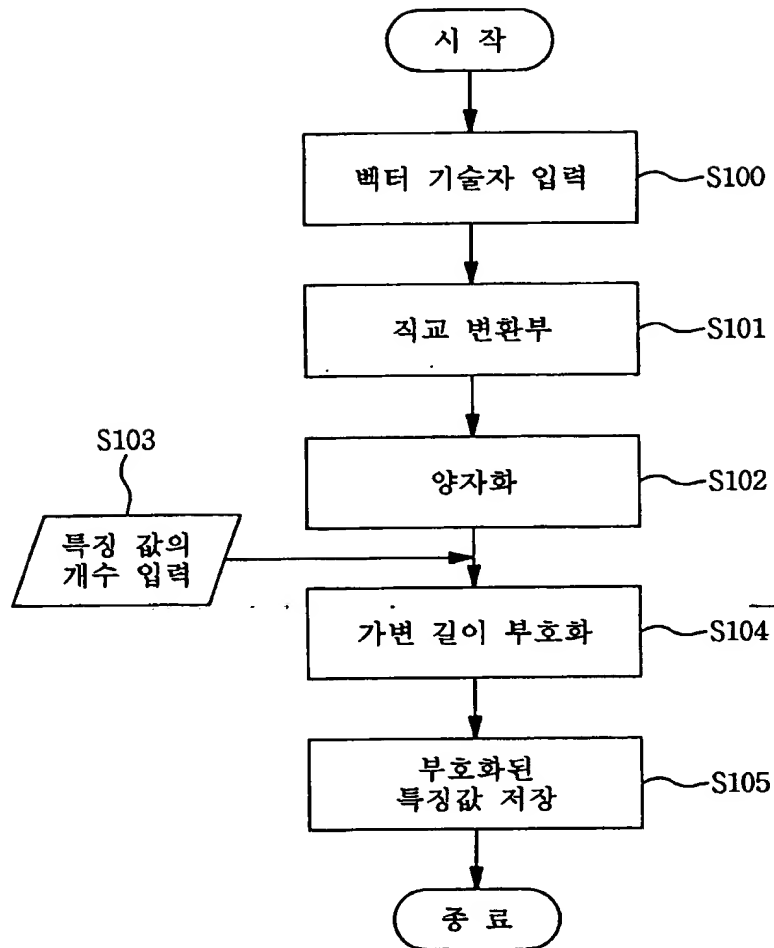 시 작
벡터 기술자 입력
S100
직교 변환부
S101
양자화
S102
S103
특징 값의
개수 입력
가변 길이 부호화
S104
부호화된
특징값 저장
S105
종 료